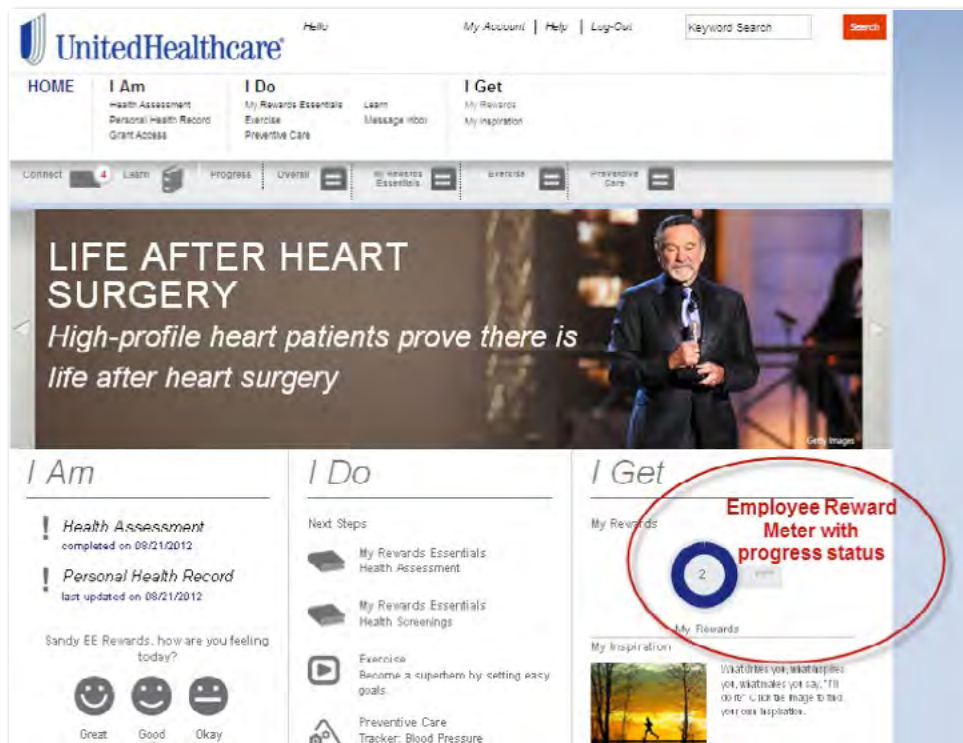 UnitedHealthcare®
Hello
My Account | Help | Log-Out
Keyword Search
Search
HOME
I Am
Health Assessment
Personal Health Record
Grant Access
I Do
My Rewards Essentials
Exercise
Preventive Care
Learn
Message Inbox
I Get
My Rewards
My Inspiration
Connect
4
Learn
Progress
Overall
My Rewards
Essentials
Exercise
Preventive
Care
LIFE AFTER HEART
SURGERY
High-profile heart patients prove there is
life after heart surgery
Getty Images
I Am
! Health Assessment
completed on 08/21/2012
! Personal Health Record
last updated on 08/21/2012
Sandy EE Rewards, how are you feeling
today?
Great
Good
Okay
I Do
Next Steps
My Rewards Essentials
Health Assessment
My Rewards Essentials
Health Screenings
Exercise
Become a superhero by setting easy
goals.
Preventive Care
Tracker: Blood Pressure
I Get
My Rewards
Employee Reward
Meter with
progress status
2
My Rewards
My Inspiration
What drives you, what inspires
you, what makes you say, "I'll
do it!" Click the image to find
your own inspiration.